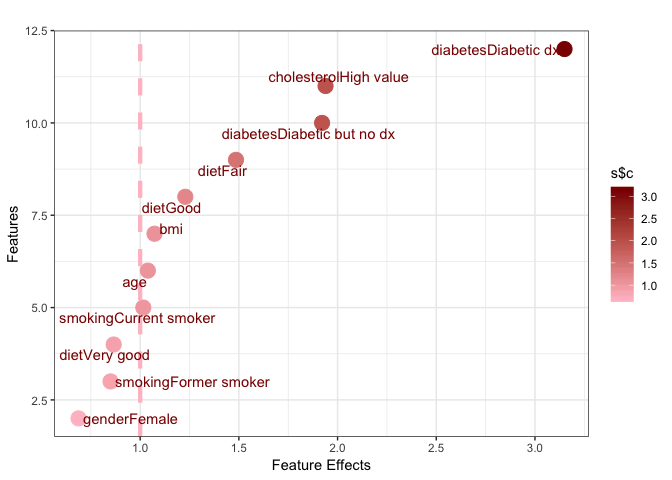 12.5
10.0
7.5
5.0
2.5
Features
diabetesDiabetic dx
cholesterolHigh value
diabetesDiabetic but no dx
dietFair
dietGood
bmi
age
smokingCurrent smoker
dietVery good
smokingFormer smoker
genderFemale
1.0
1.5
2.0
2.5
3.0
Feature Effects
s$c
3.0
2.5
2.0
1.5
1.0